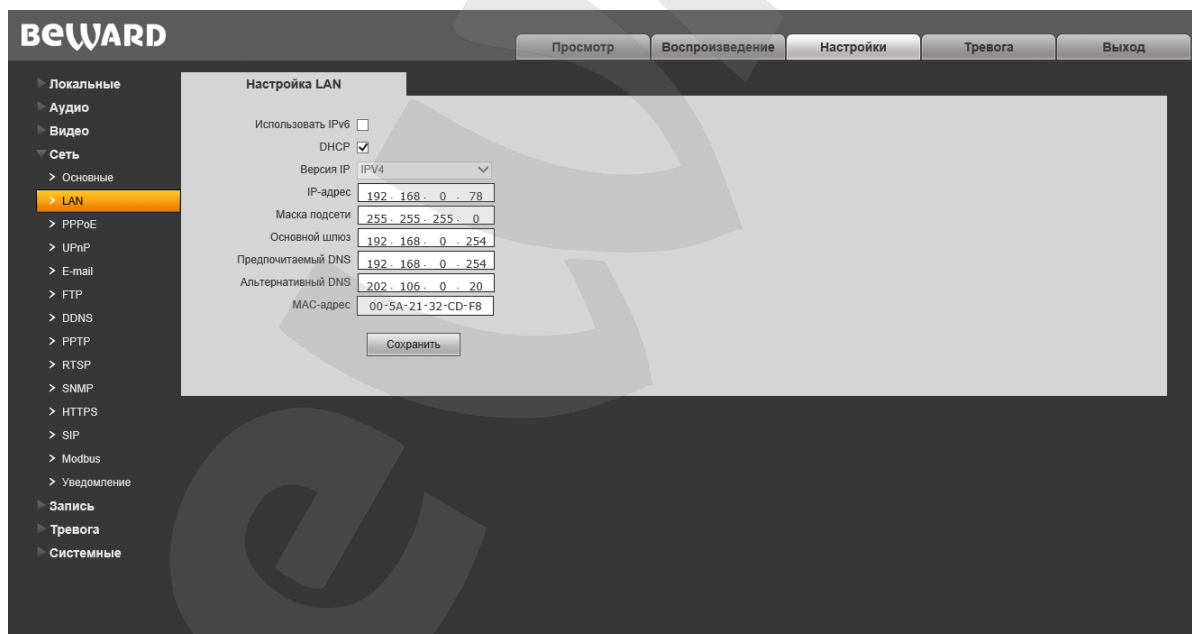 BEWARD
Просмотр
Воспроизведение
Настройки
Тревога
Выход
Локальные
Аудио
Видео
Сеть
> Основные
> LAN
> PPPoE
> UPnP
> E-mail
> FTP
> DDNS
> PPTP
> RTSP
> SNMP
> HTTPS
> SIP
> Modbus
> Уведомление
Запись
Тревога
Системные
Настройка LAN
Использовать IPv6
DHCP
Версия IP IPV4
IP-адрес 192 . 168 . 0 . 78
Маска подсети 255 . 255 . 255 . 0
Основной шлюз 192 . 168 . 0 . 254
Предпочитаемый DNS 192 . 168 . 0 . 254
Альтернативный DNS 202 . 106 . 0 . 20
MAC-адрес 00-5A-21-32-CD-F8
Сохранить